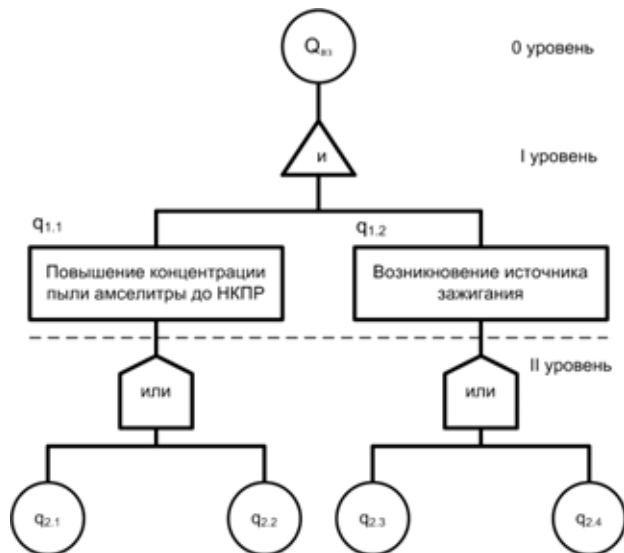 Qвз
0 уровень
и
I уровень
q1.1
q1.2
Повышение концентрации
пыли амселитры до НКПР
Возникновение источника
зажигания
II уровень
или
или
q2.1
q2.2
q2.3
q2.4